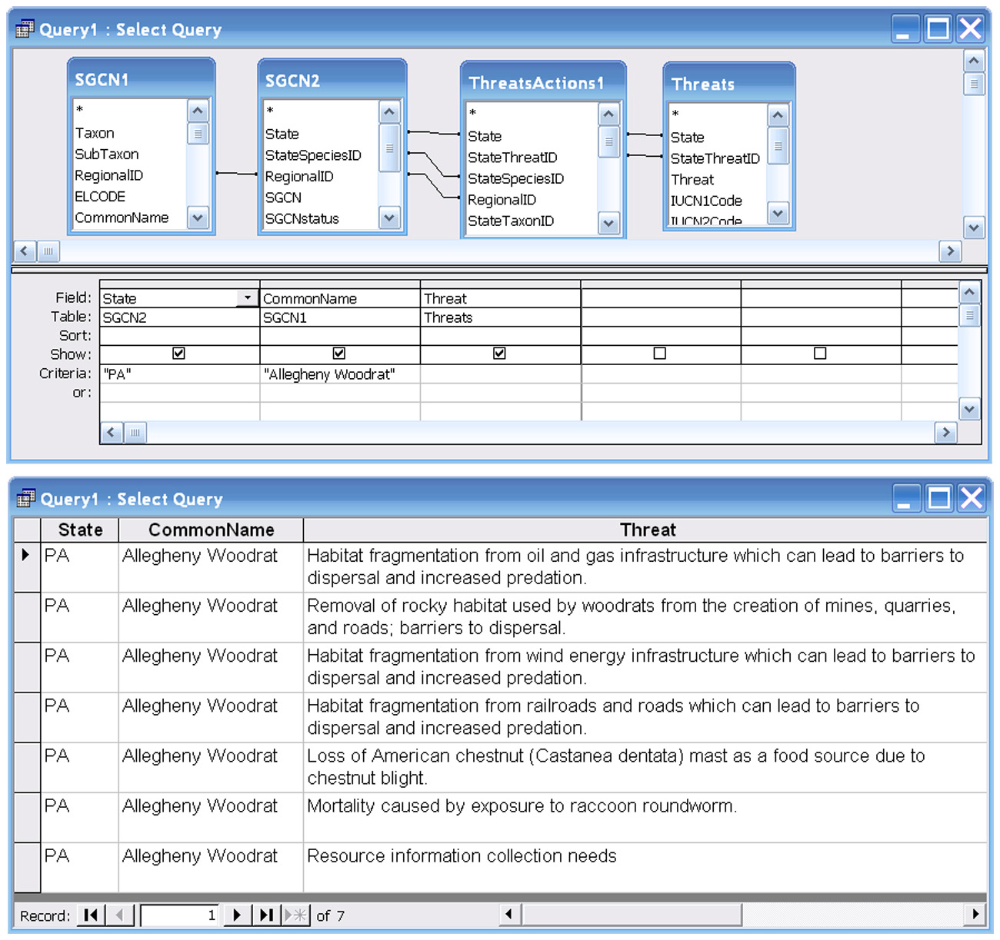 Query1 : Select Query
SGCN1
*
Taxon
SubTaxon
RegionalID
ELCODE
CommonName
SGCN2
*
State
StateSpeciesID
RegionalID
SGCN
SGCNstatus
ThreatsActions1
*
State
StateThreatID
StateSpeciesID
RegionalID
StateTaxonID
Threats
*
State
StateThreatID
Threat
IUCN1Code
IUCN2Code
Field: State CommonName Threat
Table: SGCN2 SGCN1 Threats
Sort:
Show:
Criteria: "PA" "Allegheny Woodrat"
or:
Query1 : Select Query
State CommonName Threat
PA Allegheny Woodrat Habitat fragmentation from oil and gas infrastructure which can lead to barriers to
dispersal and increased predation.
PA Allegheny Woodrat Removal of rocky habitat used by woodrats from the creation of mines, quarries,
and roads; barriers to dispersal.
PA Allegheny Woodrat Habitat fragmentation from wind energy infrastructure which can lead to barriers to
dispersal and increased predation.
PA Allegheny Woodrat Habitat fragmentation from railroads and roads which can lead to barriers to
dispersal and increased predation.
PA Allegheny Woodrat Loss of American chestnut (Castanea dentata) mast as a food source due to
chestnut blight.
PA Allegheny Woodrat Mortality caused by exposure to raccoon roundworm.
PA Allegheny Woodrat Resource information collection needs
Record: 1 of 7